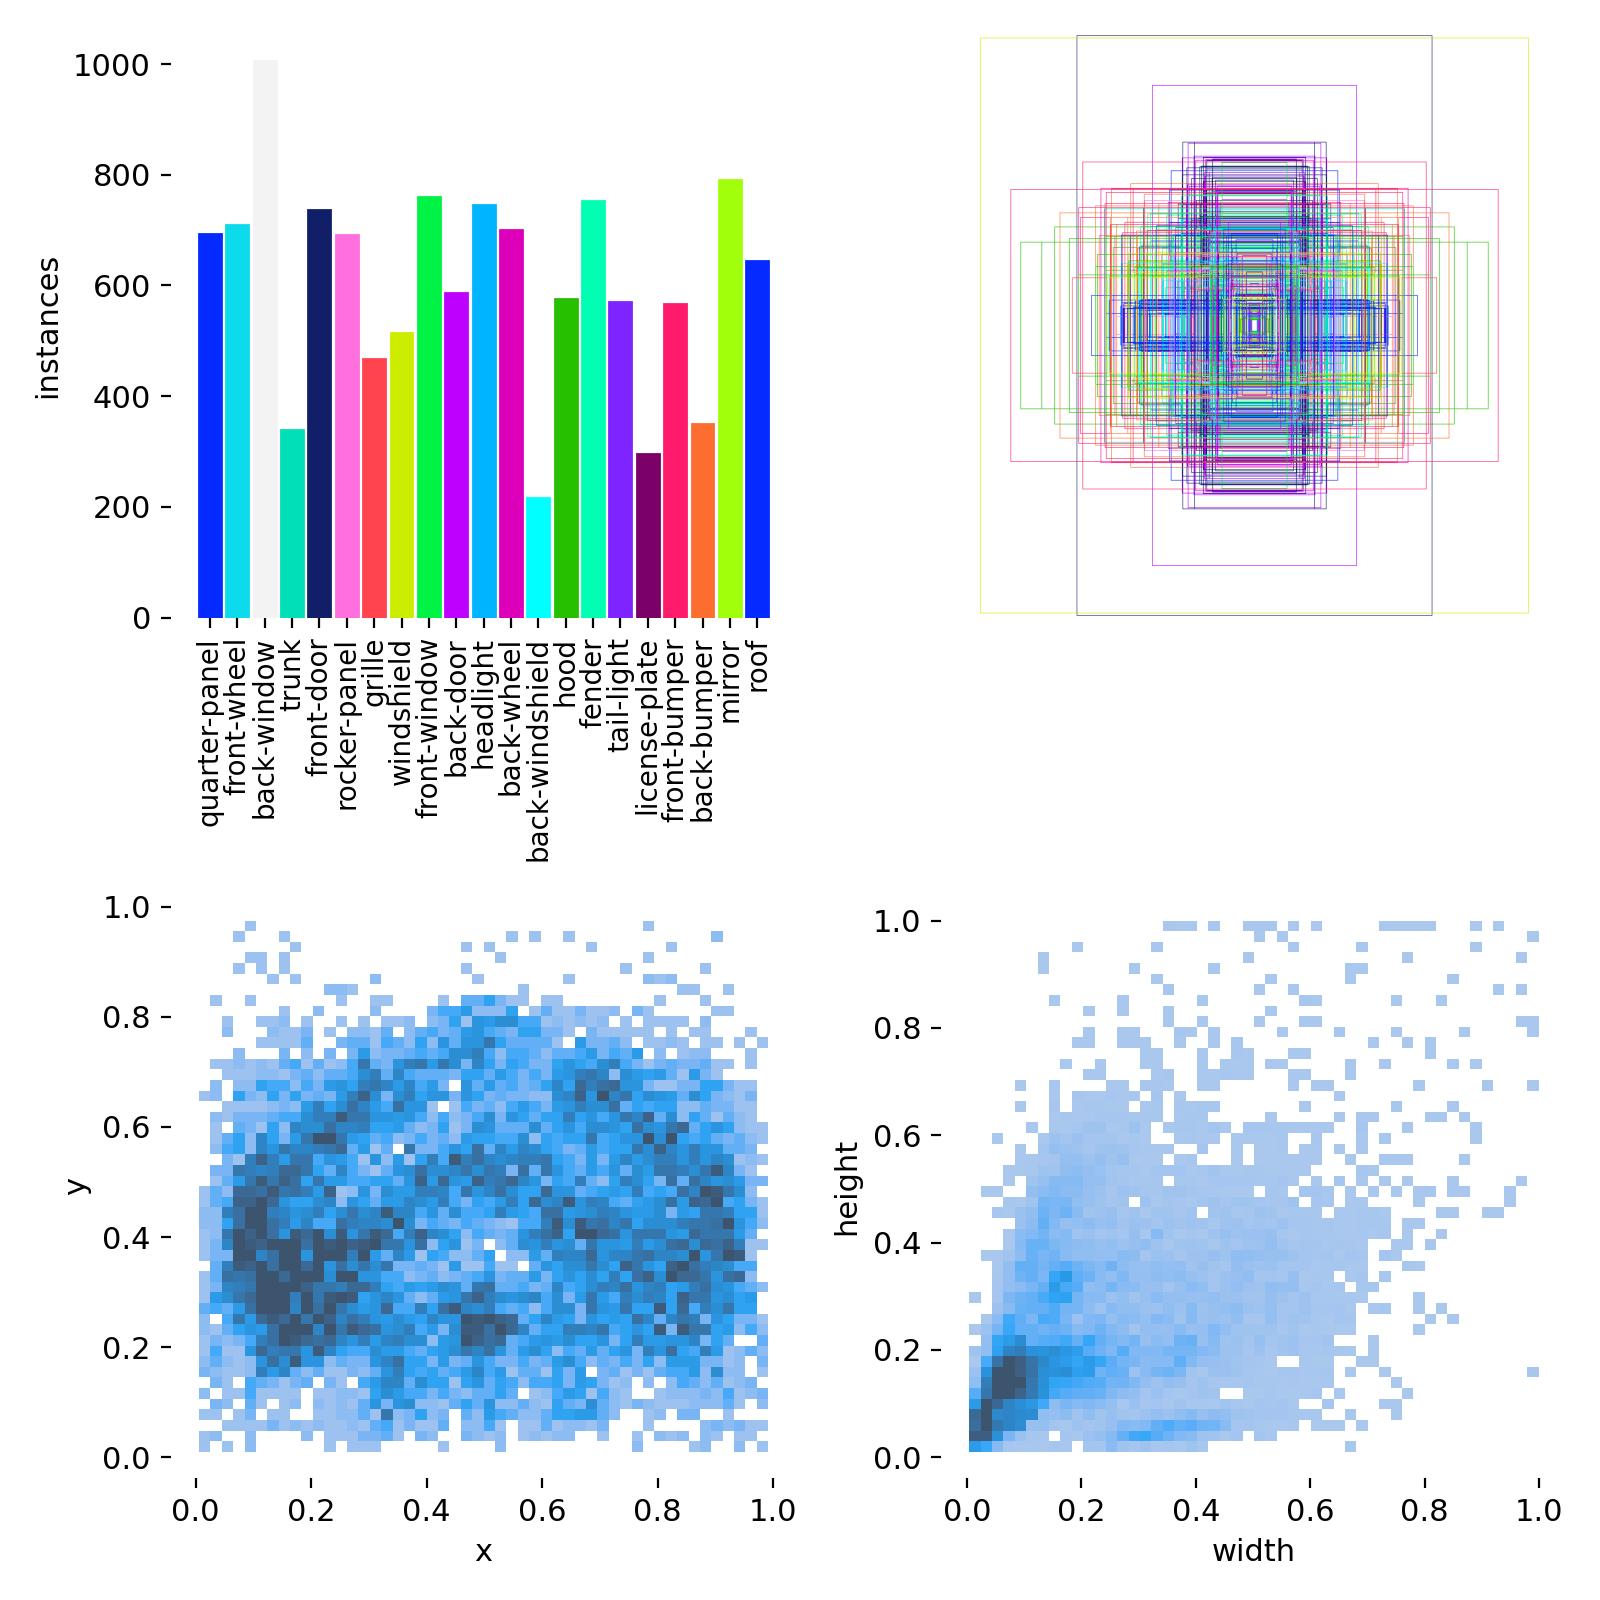 1000
800
600
400
200
0
instances
quarter-panel
front-wheel
back-window
trunk
front-door
rocker-panel
grille
windshield
front-window
back-door
headlight
back-wheel
back-windshield
hood
fender
tail-light
license-plate
front-bumper
back-bumper
mirror
roof
1.0
0.8
0.6
0.4
0.2
0.0
y
0.0 0.2 0.4 0.6 0.8 1.0
x
1.0
0.8
0.6
0.4
0.2
0.0
height
0.0 0.2 0.4 0.6 0.8 1.0
width